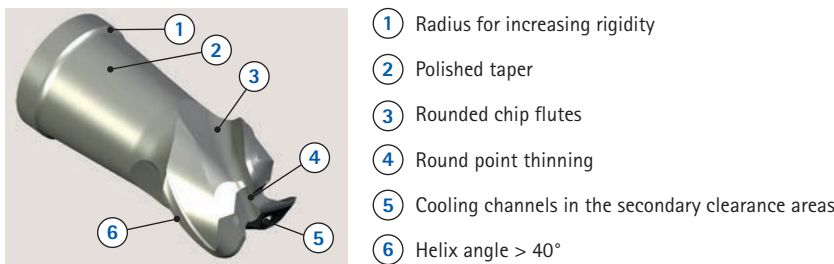 1
2
3
4
5
6
1 Radius for increasing rigidity
2 Polished taper
3 Rounded chip flutes
4 Round point thinning
5 Cooling channels in the secondary clearance areas
6 Helix angle > 40°